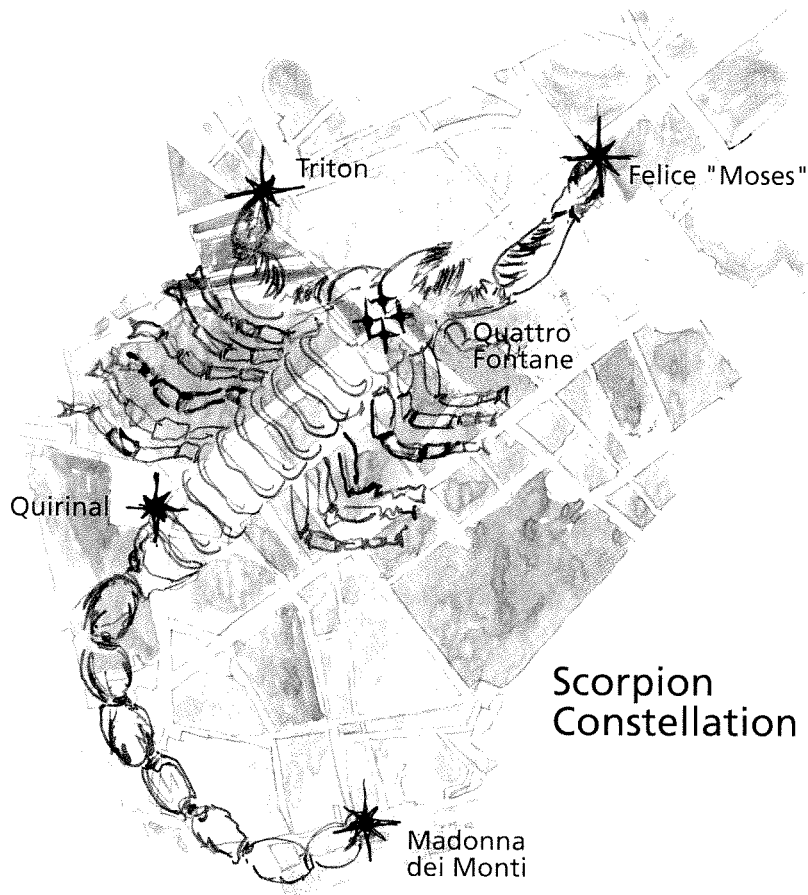 Triton
Felice "Moses"
Quattro
Fontane
Quirinal
Scorpion
Constellation
Madonna
dei Monti